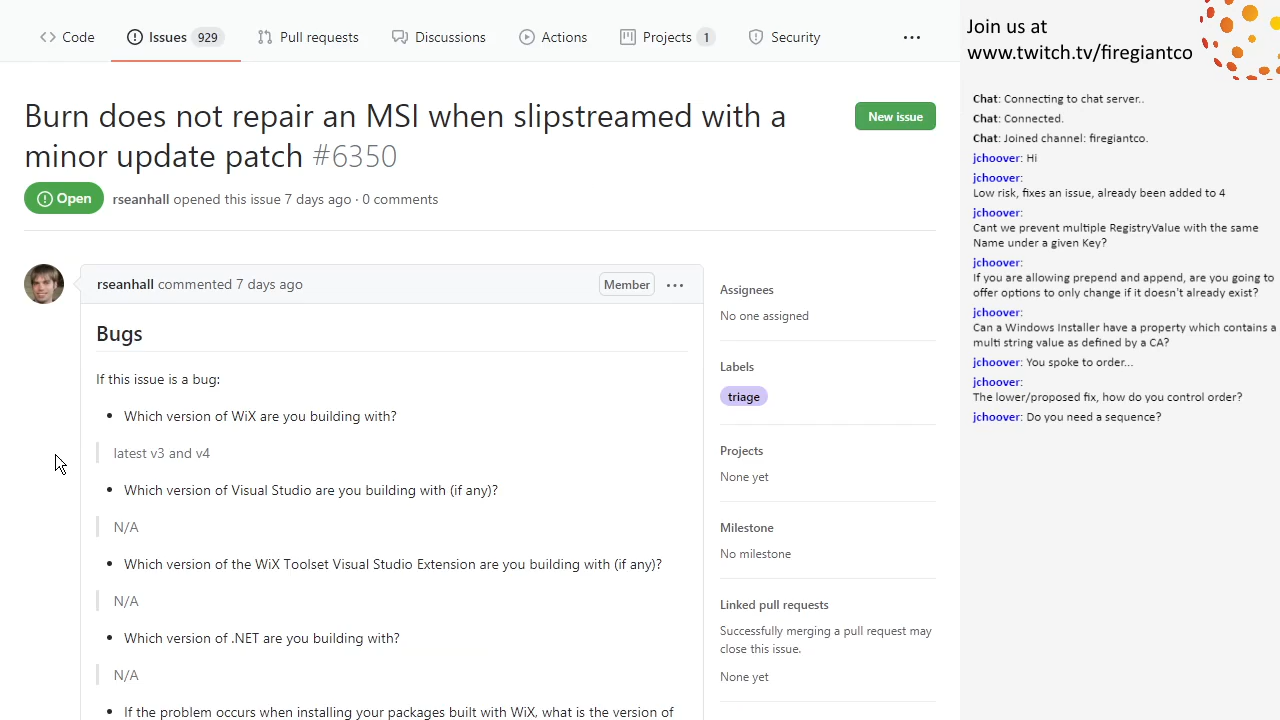 Code
Issues 929
Pull requests
Discussions
Actions
Projects 1
Security
Burn does not repair an MSI when slipstreamed with a
minor update patch #6350
New issue
Open
rseanhall opened this issue 7 days ago · 0 comments
rseanhall commented 7 days ago
Member
Bugs
If this issue is a bug:
Which version of WiX are you building with?
latest v3 and v4
Which version of Visual Studio are you building with (if any)?
N/A
Which version of the WiX Toolset Visual Studio Extension are you building with (if any)?
N/A
Which version of .NET are you building with?
N/A
If the problem occurs when installing your packages built with WiX, what is the version of
Assignees
No one assigned
Labels
triage
Projects
None yet
Milestone
No milestone
Linked pull requests
Successfully merging a pull request may
close this issue.
None yet
Join us at
www.twitch.tv/firegiantco
Chat: Connecting to chat server..
Chat: Connected.
Chat: Joined channel: firegiantco.
jchoover: Hi
jchoover:
Low risk, fixes an issue, already been added to 4
jchoover:
Cant we prevent multiple RegistryValue with the same
Name under a given Key?
jchoover:
If you are allowing prepend and append, are you going to
offer options to only change if it doesn't already exist?
jchoover:
Can a Windows Installer have a property which contains a
multi string value as defined by a CA?
jchoover: You spoke to order...
jchoover:
The lower/proposed fix, how do you control order?
jchoover: Do you need a sequence?